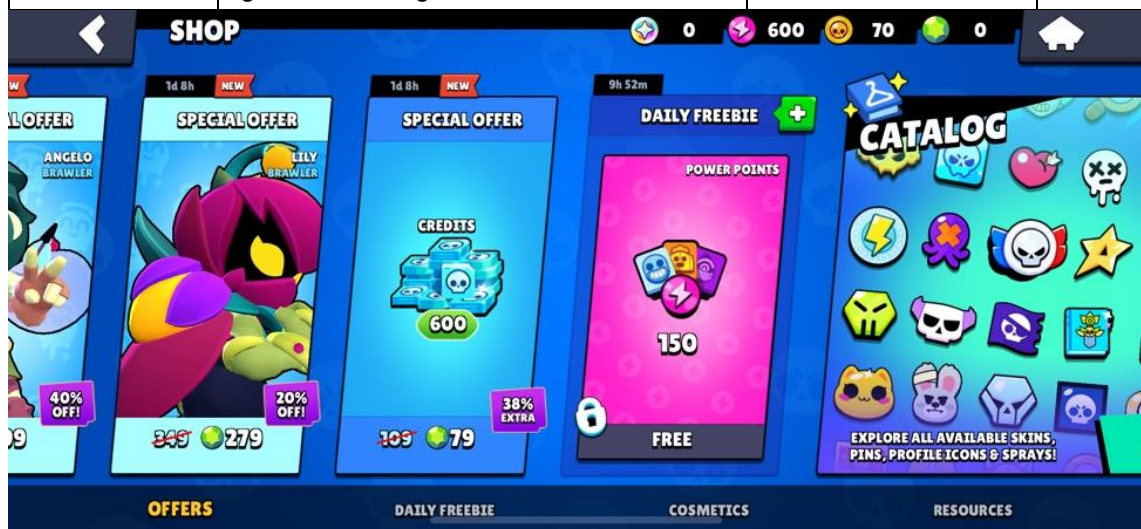 SHOP
0
600
70
0
W
L OFFER
ANGELO
BRAWLER
40%
OFF!
9
1d 8h
NEW
SPECIAL OFFER
LILY
BRAWLER
20%
OFF!
349 279
1d 8h
NEW
SPECIAL OFFER
CREDITS
600
38%
EXTRA
109 79
9h 52m
DAILY FREEBIE
POWER POINTS
150
FREE
CATALOG
EXPLORE ALL AVAILABLE SKINS,
PINS, PROFILE ICONS & SPRAYS!
OFFERS
DAILY FREEBIE
COSMETICS
RESOURCES